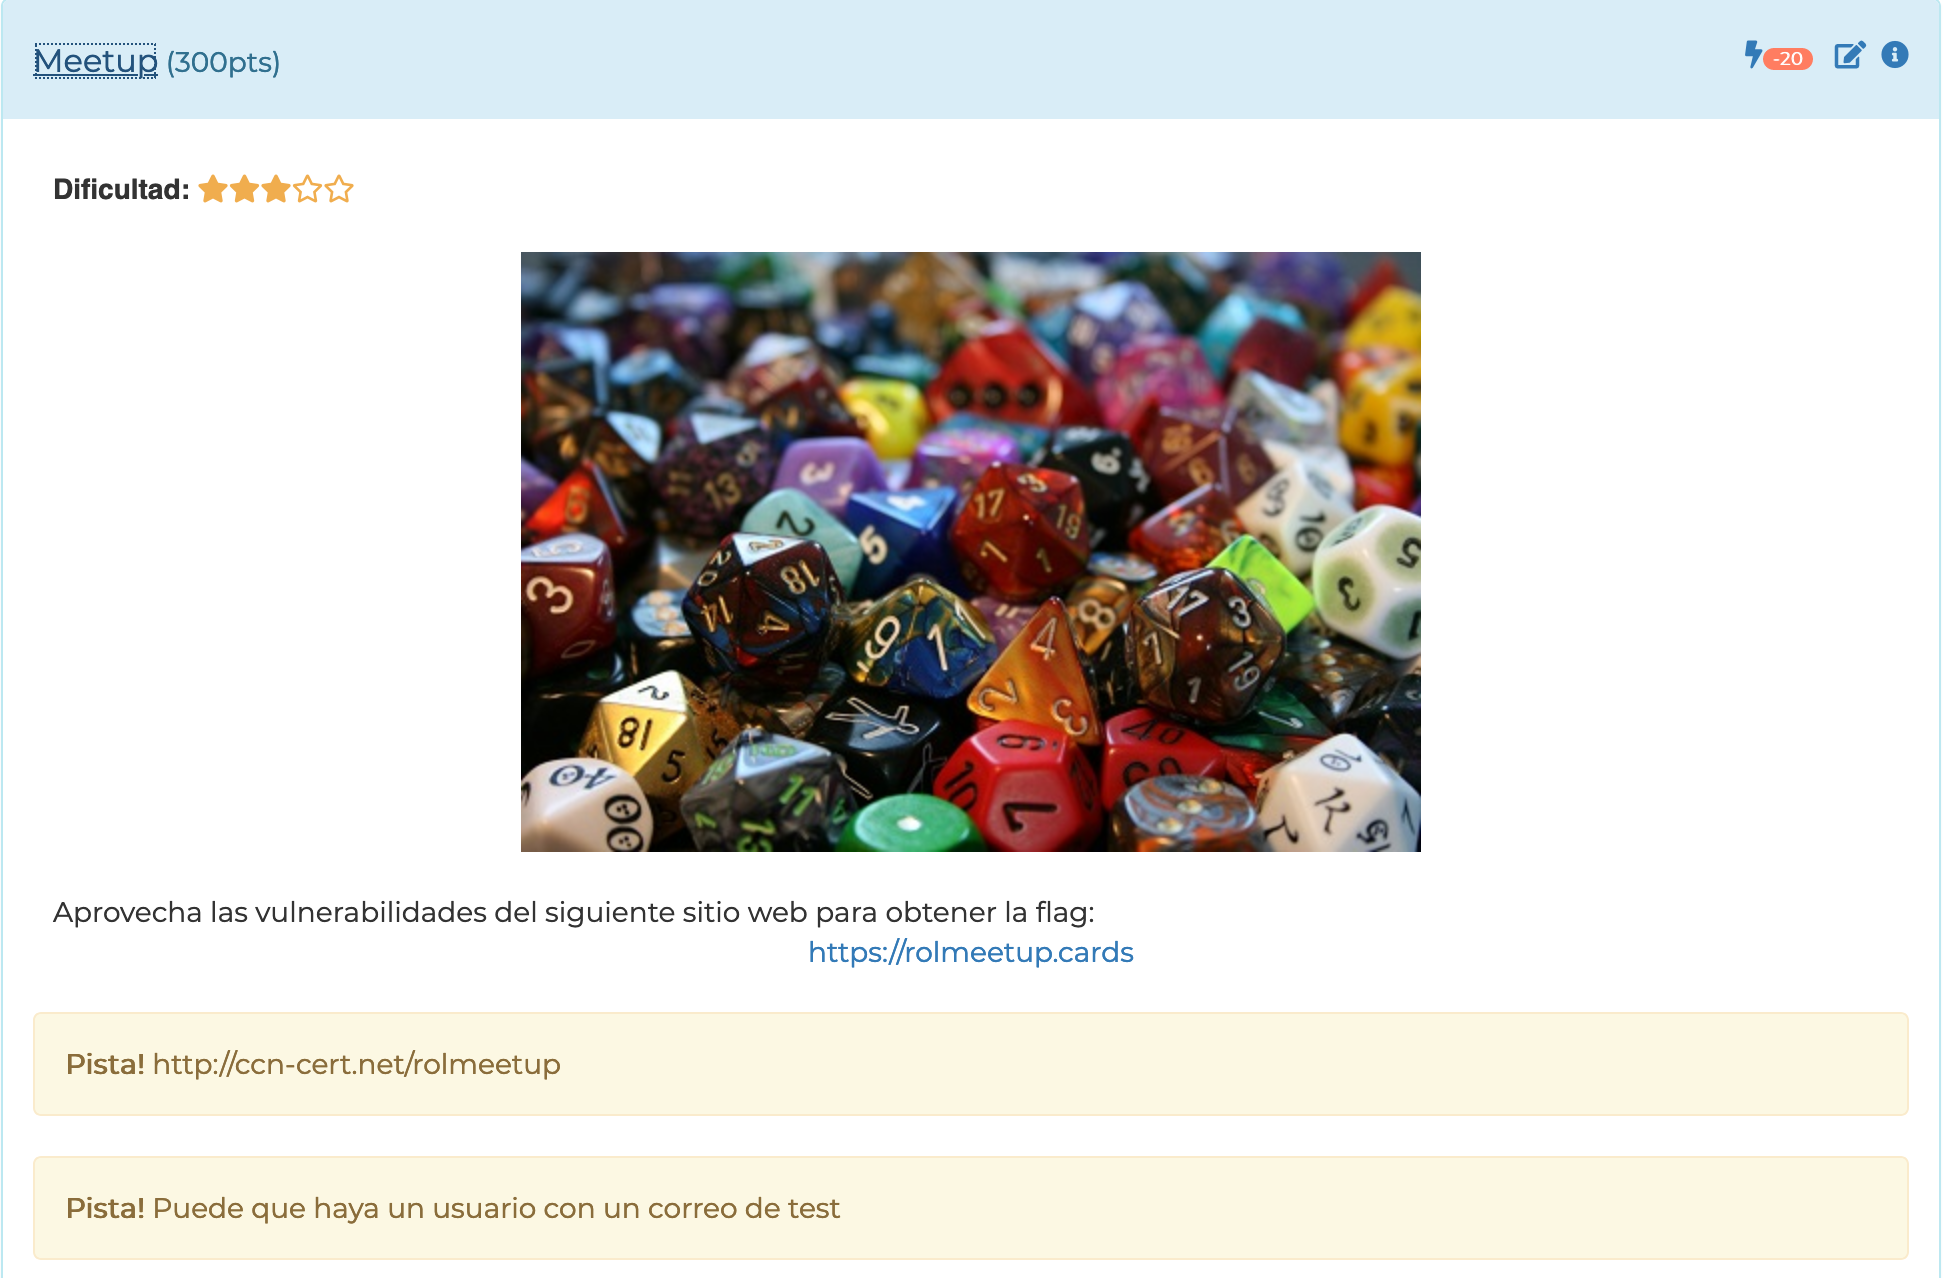 Meetup (300pts)
-20
Dificultad:
Aprovecha las vulnerabilidades del siguiente sitio web para obtener la flag:
https://rolmeetup.cards
Pista! http://ccn-cert.net/rolmeetup
Pista! Puede que haya un usuario con un correo de test